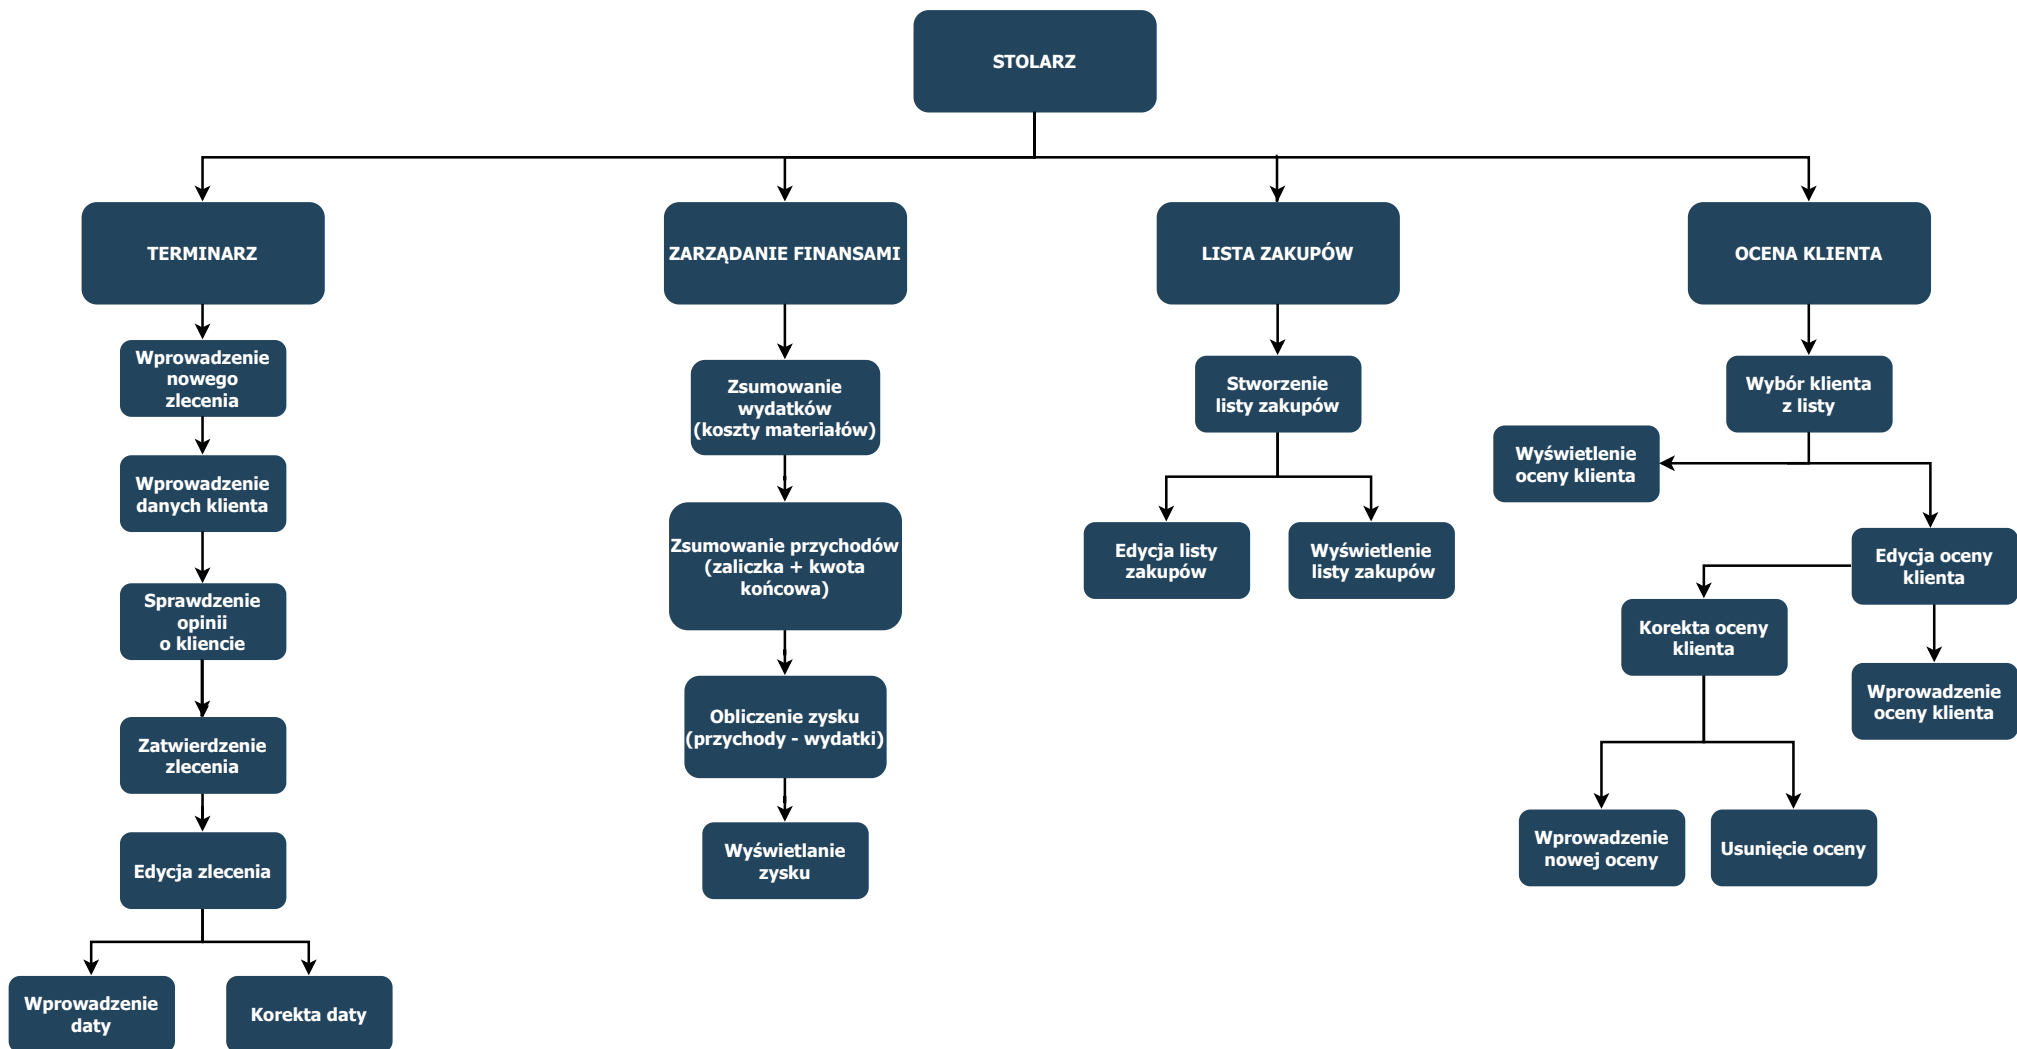 STOLARZ
TERMINARZ
ZARZĄDANIE FINANSAMI
LISTA ZAKUPÓW
OCENA KLIENTA
Wprowadzenie
nowego
zlecenia
Wprowadzenie
danych klienta
Sprawdzenie
opinii
o kliencie
Zatwierdzenie
zlecenia
Edycja zlecenia
Wprowadzenie
daty
Korekta daty
Zsumowanie
wydatków
(koszty materiałów)
Zsumowanie przychodów
(zaliczka + kwota
końcowa)
Obliczenie zysku
(przychody - wydatki)
Wyświetlanie
zysku
Stworzenie
listy zakupów
Edycja listy
zakupów
Wyświetlenie
listy zakupów
Wybór klienta
z listy
Wyświetlenie
oceny klienta
Edycja oceny
klienta
Korekta oceny
klienta
Wprowadzenie
oceny klienta
Wprowadzenie
nowej oceny
Usunięcie oceny